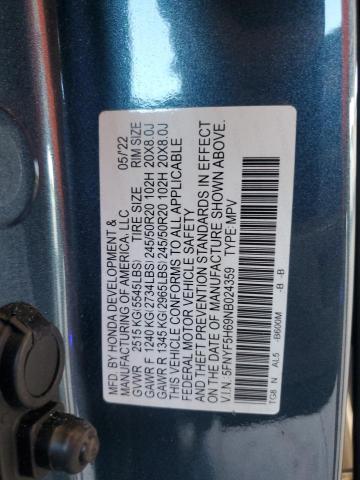 MFD. BY HONDA DEVELOPMENT & 05/22
MANUFACTURING OF AMERICA, LLC
GVWR 2515 KG (5545LBS) TIRE SIZE RIM SIZE
GAWR F 1240 KG (2734LBS) 245/50R20 102H 20X8.0J
GAWR R 1345 KG (2965LBS) 245/50R20 102H 20X8.0J
THIS VEHICLE CONFORMS TO ALL APPLICABLE
FEDERAL MOTOR VEHICLE SAFETY
AND THEFT PREVENTION STANDARDS IN EFFECT
ON THE DATE OF MANUFACTURE SHOWN ABOVE.
V.I.N. 5FNYF5H69NB024359 TYPE: MPV
TG8 N AL5 -B600M -B -B